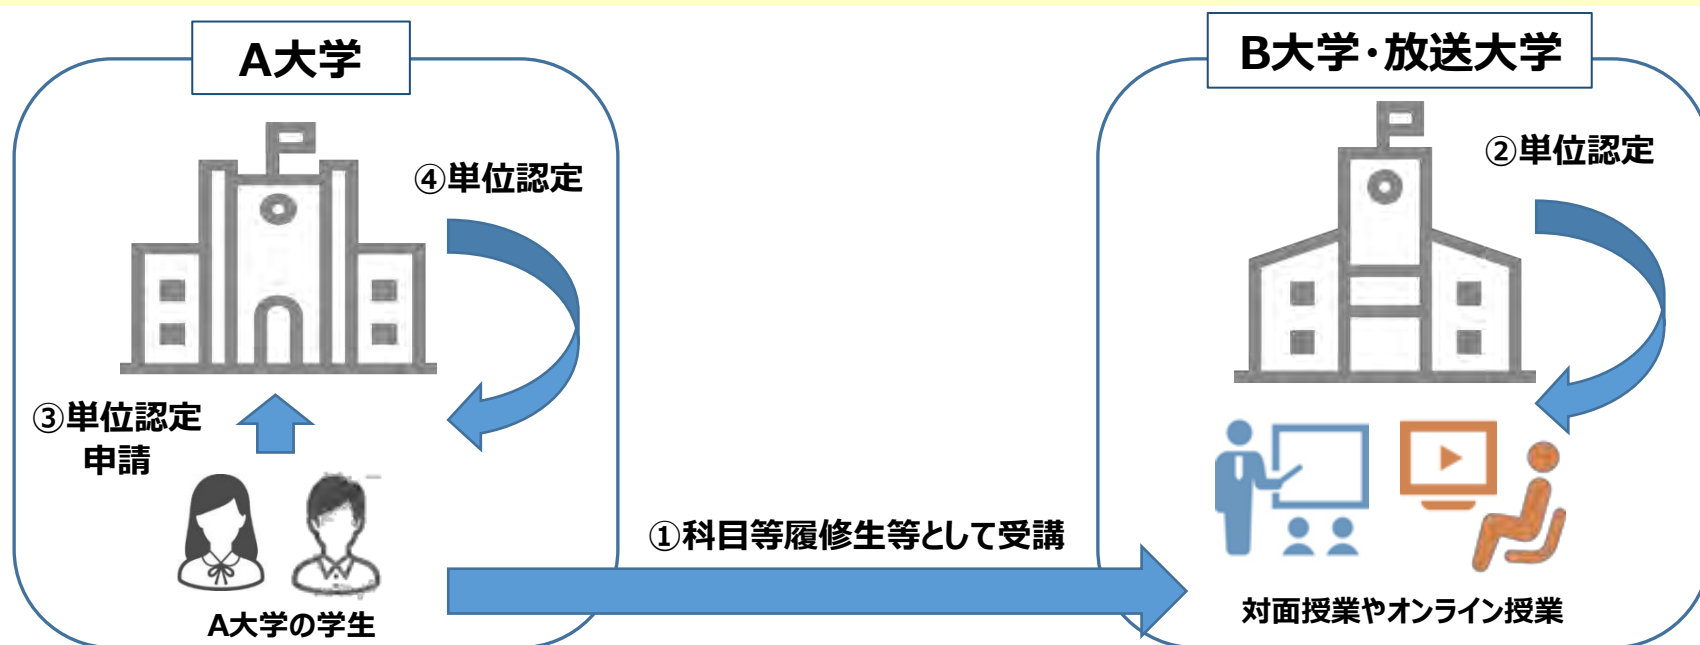 A大学
④単位認定
③単位認定
申請
A大学の学生
①科目等履修生等として受講
B大学・放送大学
②単位認定
対面授業やオンライン授業